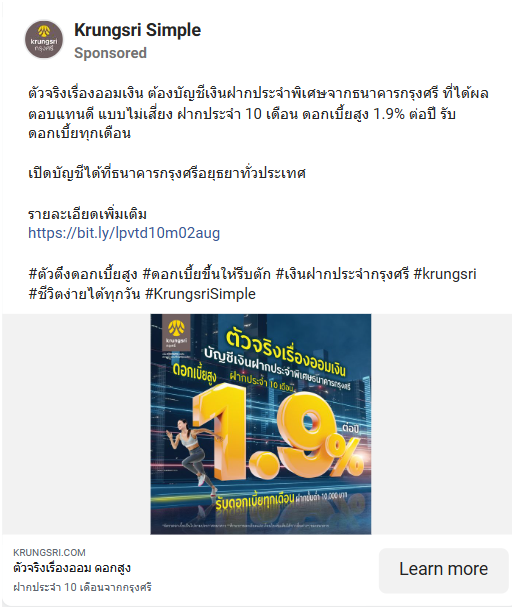 krungsri
กรุงศรี
Krungsri Simple
Sponsored
ตัวจริงเรื่องออมเงิน ต้องบัญชีเงินฝากประจำพิเศษจากธนาคารกรุงศรี ที่ได้ผล
ตอบแทนดี แบบไม่เสี่ยง ฝากประจำ 10 เดือน ดอกเบี้ยสูง 1.9% ต่อปี รับ
ดอกเบี้ยทุกเดือน
เปิดบัญชีได้ที่ธนาคารกรุงศรีอยุธยาทั่วประเทศ
รายละเอียดเพิ่มเติม
https://bit.ly/lpvtd10m02aug
#ตัวตึงดอกเบี้ยสูง #ดอกเบี้ยขึ้นให้รีบตัก #เงินฝากประจำกรุงศรี #krungsri
#ชีวิตง่ายได้ทุกวัน #KrungsriSimple
krungsri
กรุงศรี
ตัวจริงเรื่องออมเงิน
บัญชีเงินฝากประจำพิเศษธนาคารกรุงศรี
ดอกเบี้ยสูง ฝากประจำ 10 เดือน
1.9% ต่อปี
รับดอกเบี้ยทุกเดือน ฝากขั้นต่ำ 10,000 บาท
KRUNGSRI.COM
ตัวจริงเรื่องออม ดอกสูง
ฝากประจำ 10 เดือนจากกรุงศรี
Learn more